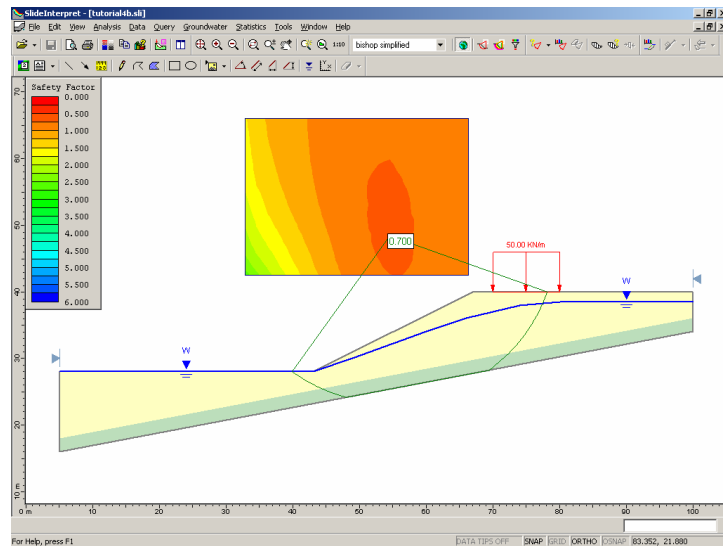 SlideInterpret - [tutorial4b.sli]
File Edit View Analysis Data Query Groundwater Statistics Tools Window Help
1:10 bishop simplified
Safety Factor
0.000
0.500
1.000
1.500
2.000
2.500
3.000
3.500
4.000
4.500
5.000
5.500
6.000
0.700
50.00 KN/m
W
W
70
60
50
40
30
20
10
m
0 m 10 20 30 40 50 60 70 80 90 100
For Help, press F1
DATA TIPS OFF SNAP GRID ORTHO OSNAP 83.352, 21.880